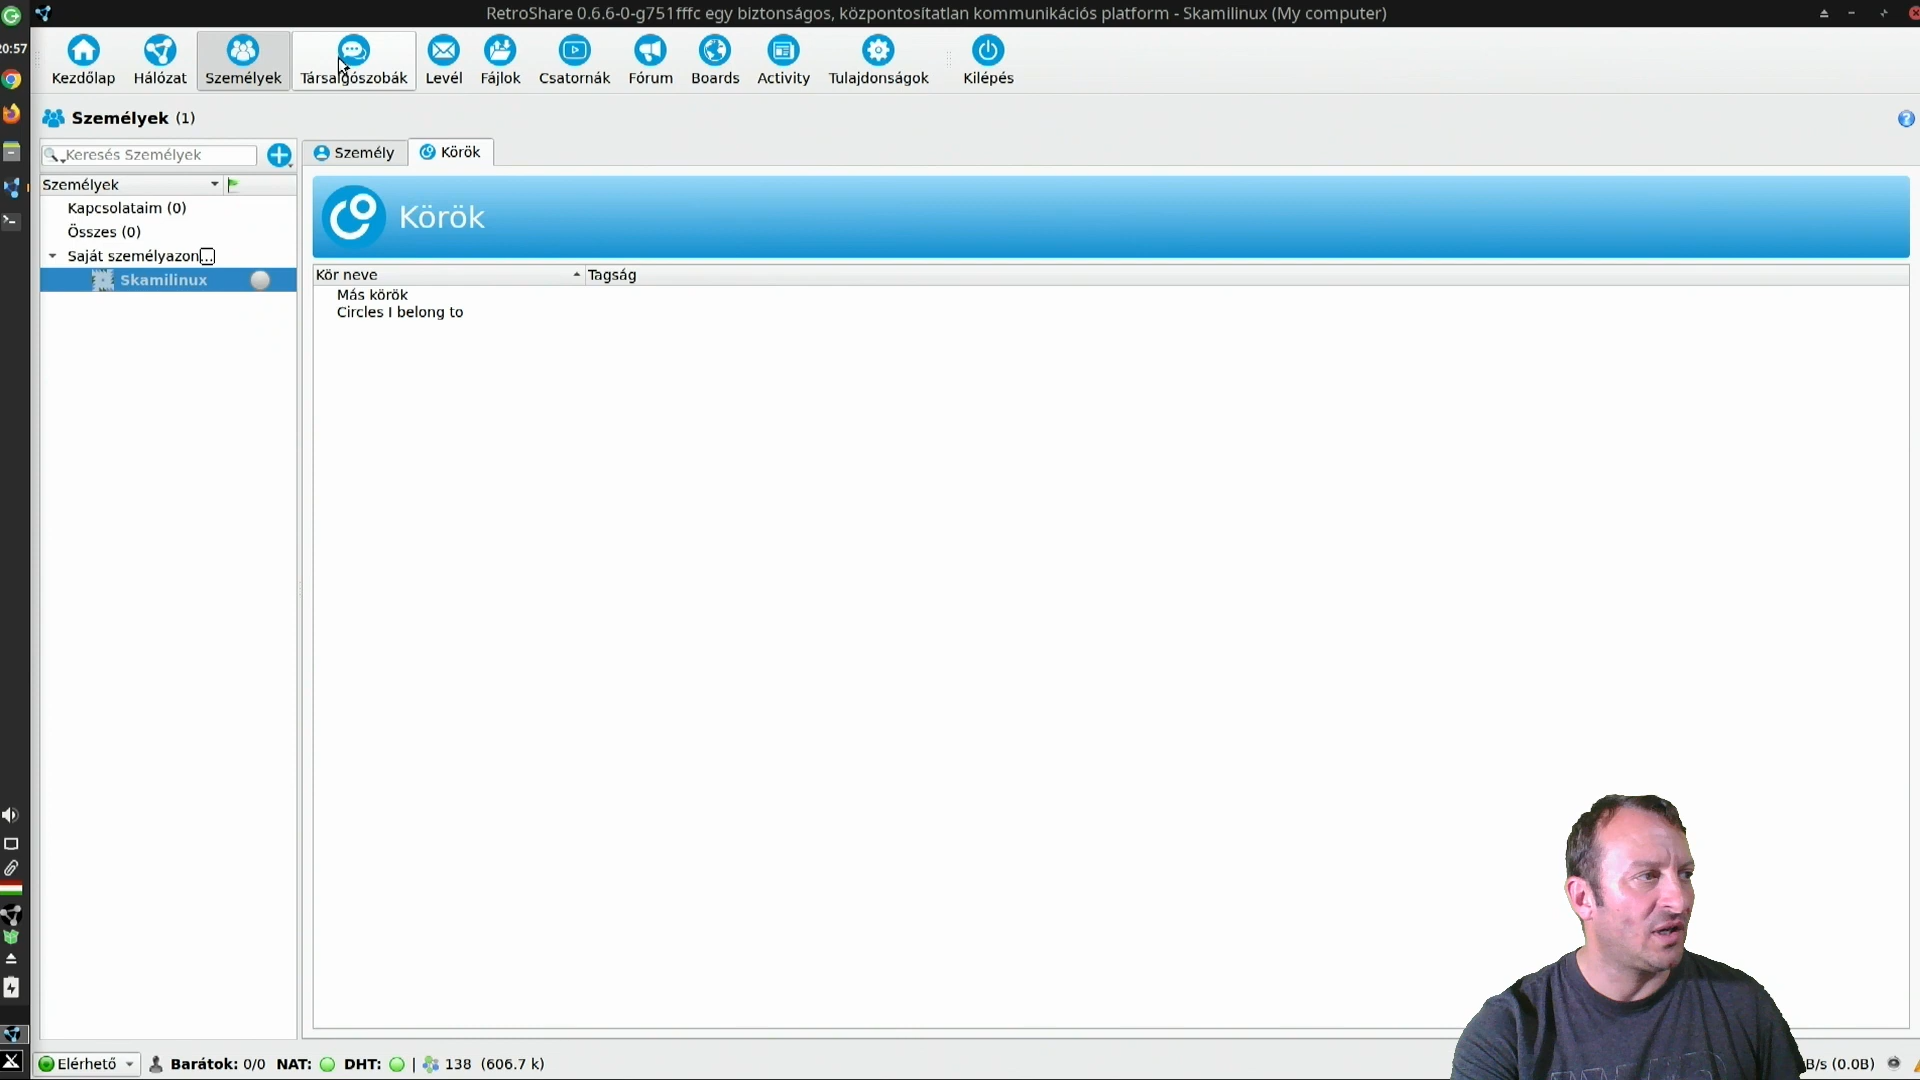 RetroShare 0.6.6-0-g751fffc egy biztonságos, központosítatlan kommunikációs platform - Skamilinux (My computer)
20:57
Kezdőlap Hálózat Személyek Társalgószobák Levél Fájlok Csatornák Fórum Boards Activity Tulajdonságok Kilépés
Személyek (1)
Keresés Személyek
Személy Körök
Személyek
Kapcsolataim (0)
Összes (0)
Saját személyazon...
Skamilinux
Körök
Kör neve Tagság
Más körök
Circles I belong to
Elérhető Barátok: 0/0 NAT: DHT: | 138 (606.7 k) B/s (0.0B)